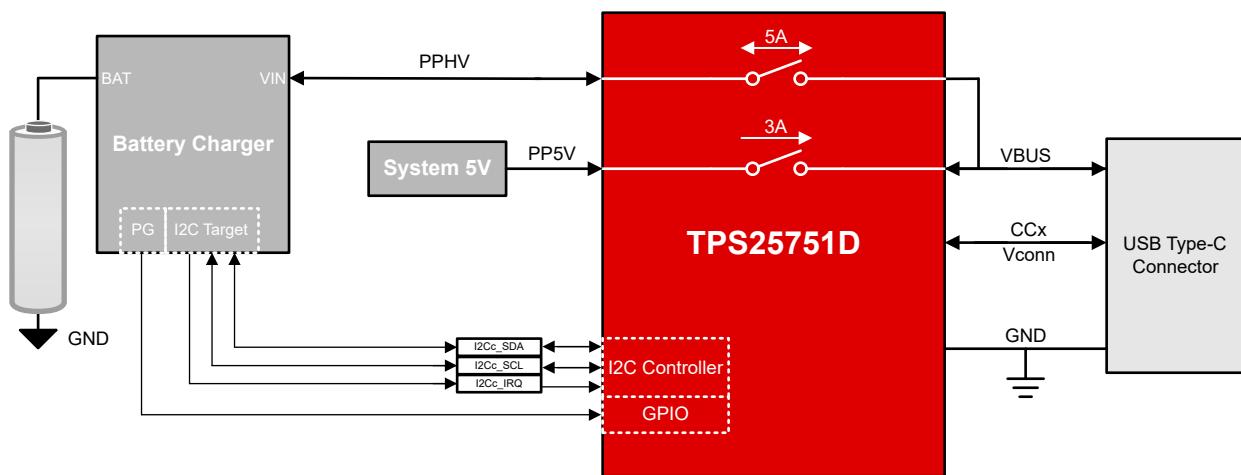 5A
PPHV
BAT
VIN
Battery Charger
3A
System 5V
PP5V
VBUS
PG
I2C Target
TPS25751D
CCx
Vconn
USB Type-C
Connector
GND
GND
I2Cc_SDA
I2Cc_SCL
I2Cc_IRQ
I2C Controller
GPIO